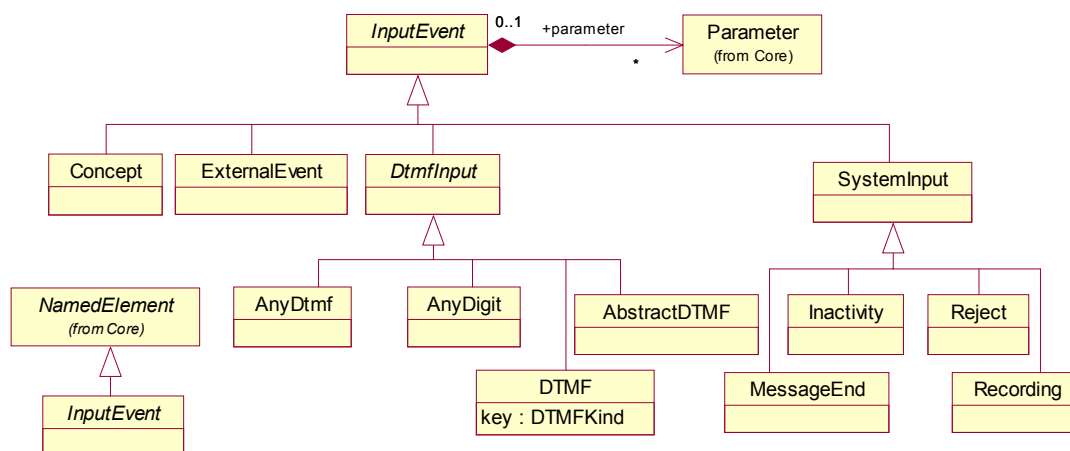 InputEvent
0..1
+parameter
*
Parameter
(from Core)
Concept
ExternalEvent
DtmfInput
SystemInput
NamedElement
(from Core)
AnyDtmf
AnyDigit
AbstractDTMF
Inactivity
Reject
InputEvent
DTMF
key : DTMFKind
MessageEnd
Recording